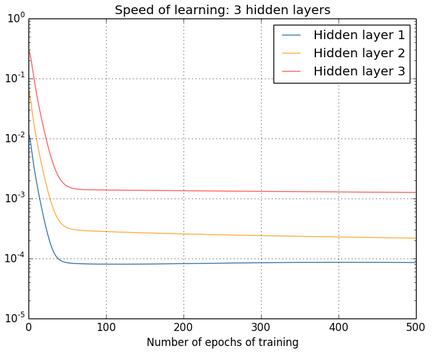 Speed of learning: 3 hidden layers
10^0
10^-1
10^-2
10^-3
10^-4
10^-5
Hidden layer 1
Hidden layer 2
Hidden layer 3
0 100 200 300 400 500
Number of epochs of training